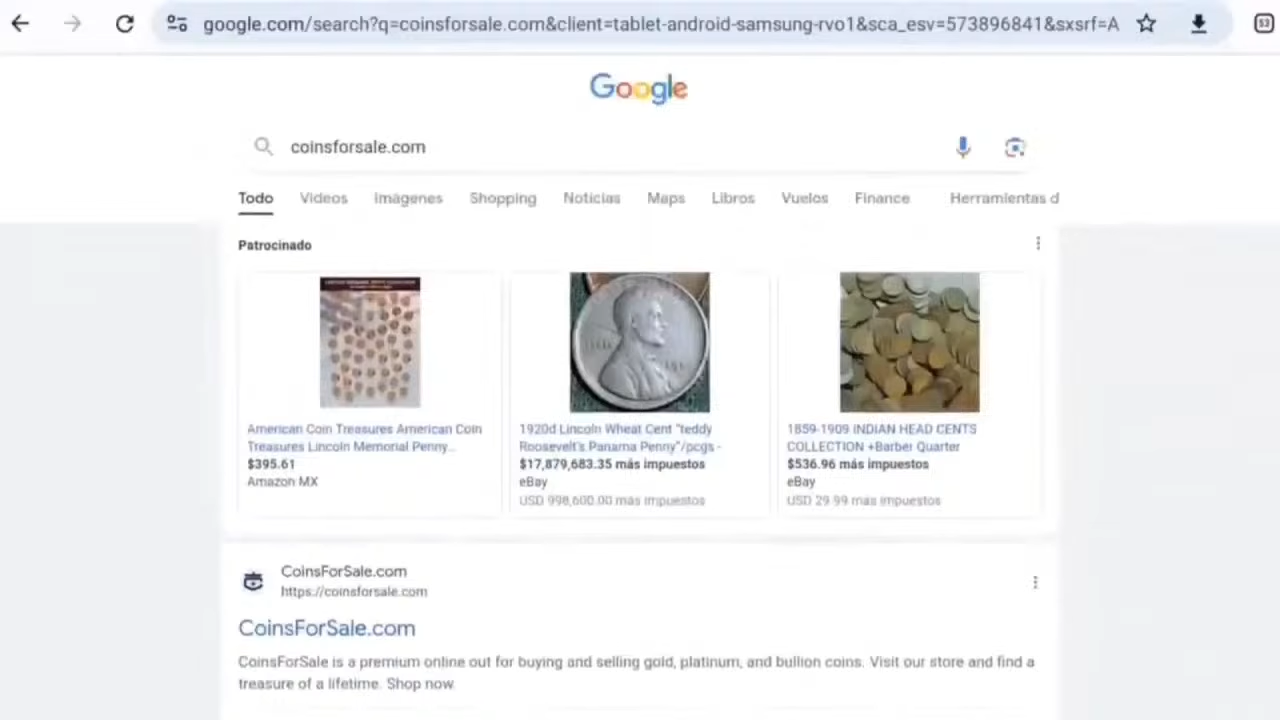 google.com/search?q=coinsforsale.com&client=tablet-android-samsung-rvo1&sca_esv=573896841&sxsrf=A
53
Google
coinsforsale.com
Todo Videos Imágenes Shopping Noticias Maps Libros Vuelos Finance Herramientas d
Patrocinado
American Coin Treasures American Coin
Treasures Lincoln Memorial Penny...
$395.61
Amazon MX
1920d Lincoln Wheat Cent "teddy
Roosevelt's Panama Penny"/pcgs -
$17,879,683.35 más impuestos
eBay
USD 998,600.00 más impuestos
1859-1909 INDIAN HEAD CENTS
COLLECTION +Barber Quarter
$536.96 más impuestos
eBay
USD 29.99 más impuestos
CoinsForSale.com
https://coinsforsale.com
CoinsForSale.com
CoinsForSale is a premium online out for buying and selling gold, platinum, and bullion coins. Visit our store and find a
treasure of a lifetime. Shop now.